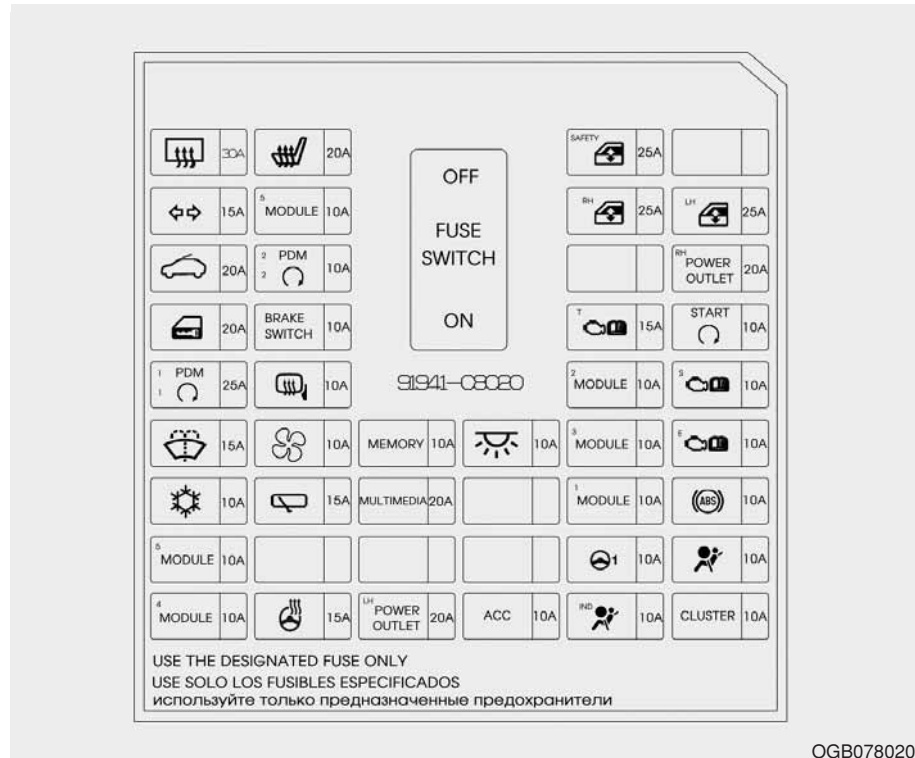 30A 20A SAFETY 25A
15A 5 MODULE 10A OFF RH 25A LH 25A
FUSE
20A 2 PDM 2 10A SWITCH RH POWER OUTLET 20A
20A BRAKE SWITCH 10A ON T 15A START 10A
1 PDM 1 25A 10A 91941-08020 2 MODULE 10A S 10A
15A 10A MEMORY 10A 10A 3 MODULE 10A E 10A
10A 15A MULTIMEDIA 20A 1 MODULE 10A (ABS) 10A
5 MODULE 10A 1 10A 10A
4 MODULE 10A 15A LH POWER OUTLET 20A ACC 10A IND 10A CLUSTER 10A
USE THE DESIGNATED FUSE ONLY
USE SOLO LOS FUSIBLES ESPECIFICADOS
используйте только предназначенные предохранители
OGB078020